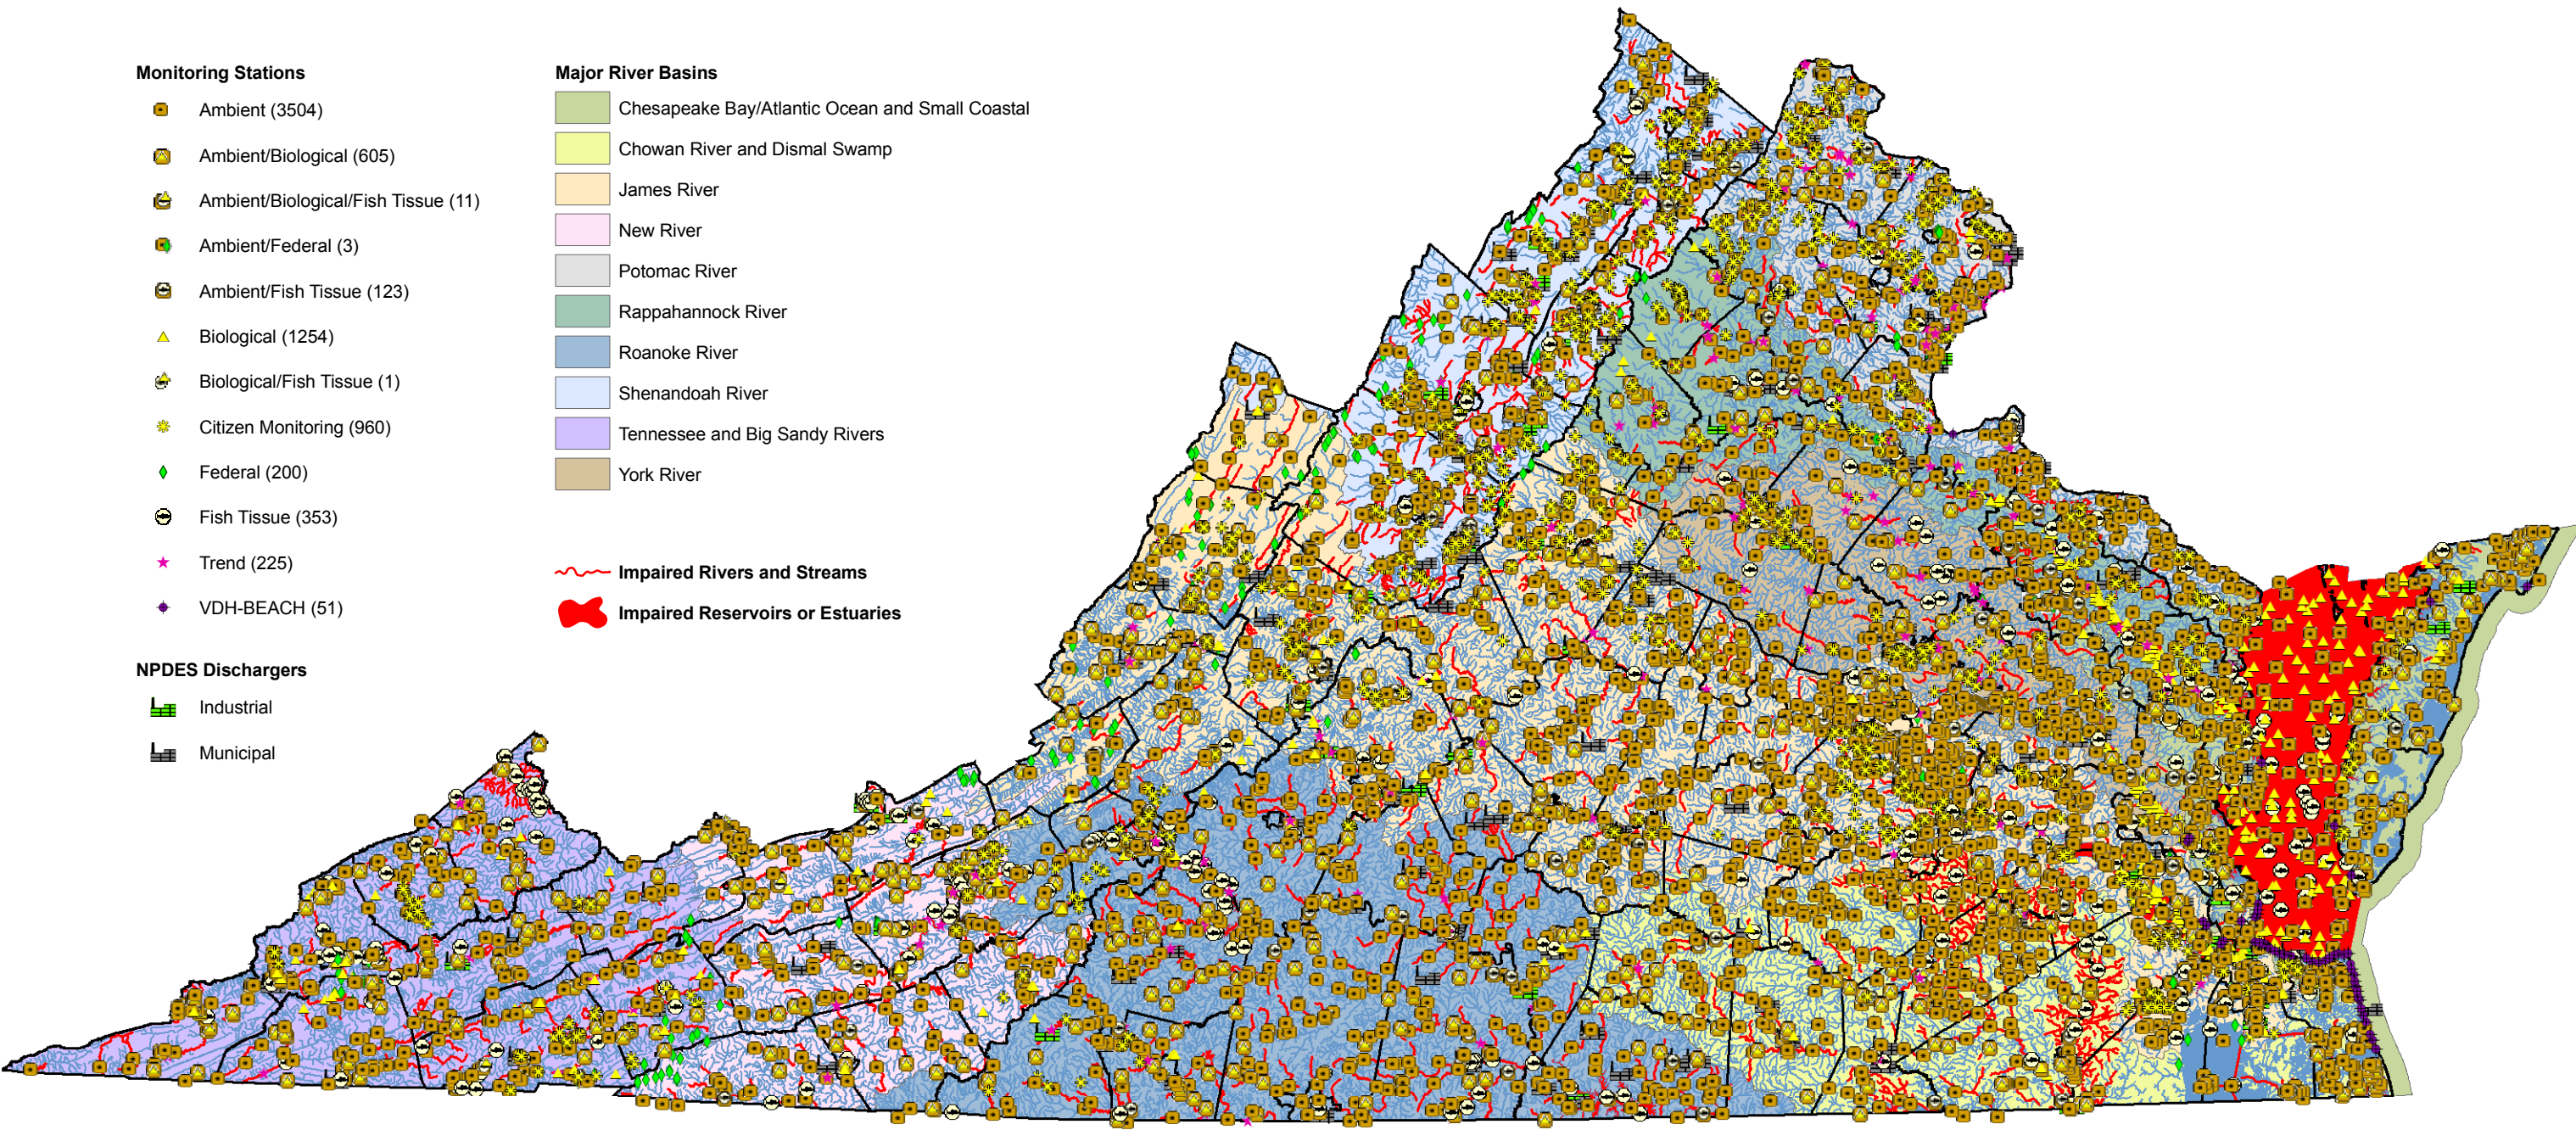 Monitoring Stations
Ambient (3504)
Ambient/Biological (605)
Ambient/Biological/Fish Tissue (11)
Ambient/Federal (3)
Ambient/Fish Tissue (123)
Biological (1254)
Biological/Fish Tissue (1)
Citizen Monitoring (960)
Federal (200)
Fish Tissue (353)
Trend (225)
VDH-BEACH (51)
NPDES Dischargers
Industrial
Municipal
Major River Basins
Chesapeake Bay/Atlantic Ocean and Small Coastal
Chowan River and Dismal Swamp
James River
New River
Potomac River
Rappahannock River
Roanoke River
Shenandoah River
Tennessee and Big Sandy Rivers
York River
Impaired Rivers and Streams
Impaired Reservoirs or Estuaries